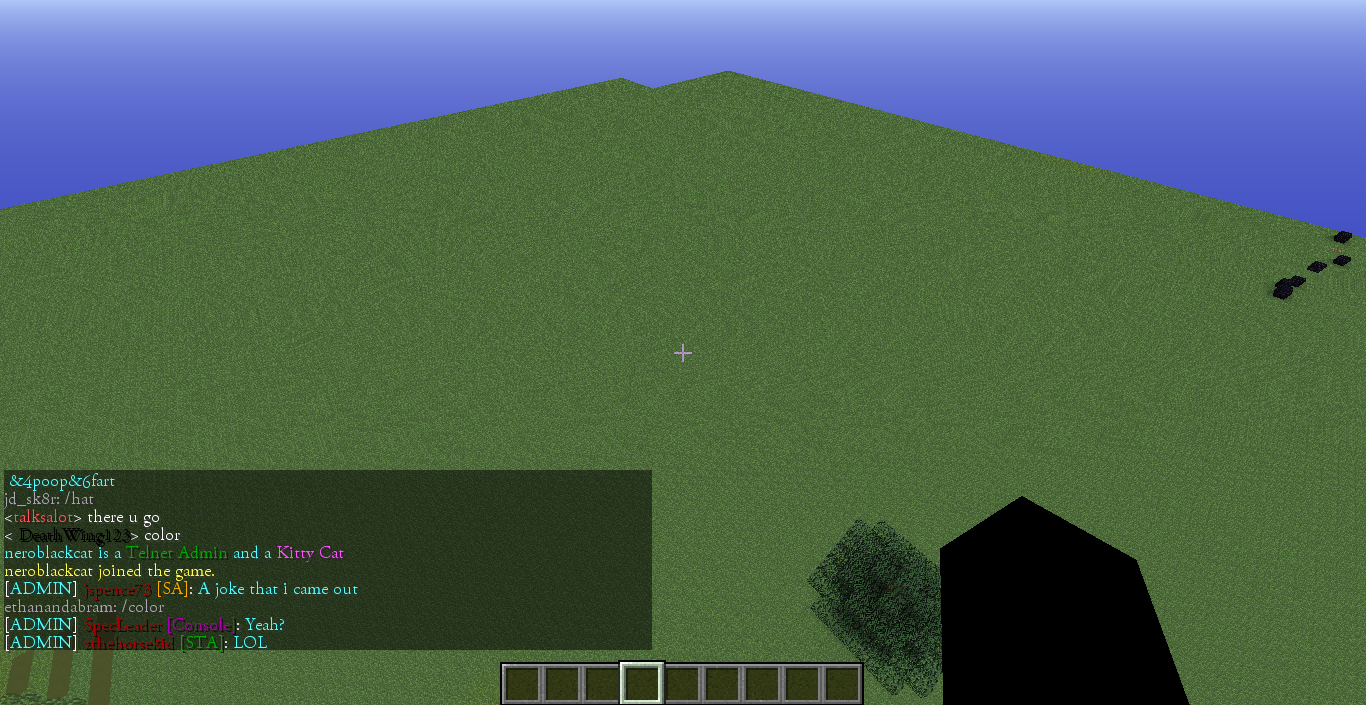 &4poop&6fart
jd_sk8r: /hat
<talksalot> there u go
< DeathWing123> color
neroblackcat is a Telnet Admin and a Kitty Cat
neroblackcat joined the game.
[ADMIN] jspence73 [SA]: A joke that i came out
ethanandabram: /color
[ADMIN] SpecLeader [Console]: Yeah?
[ADMIN] [STA]: LOL